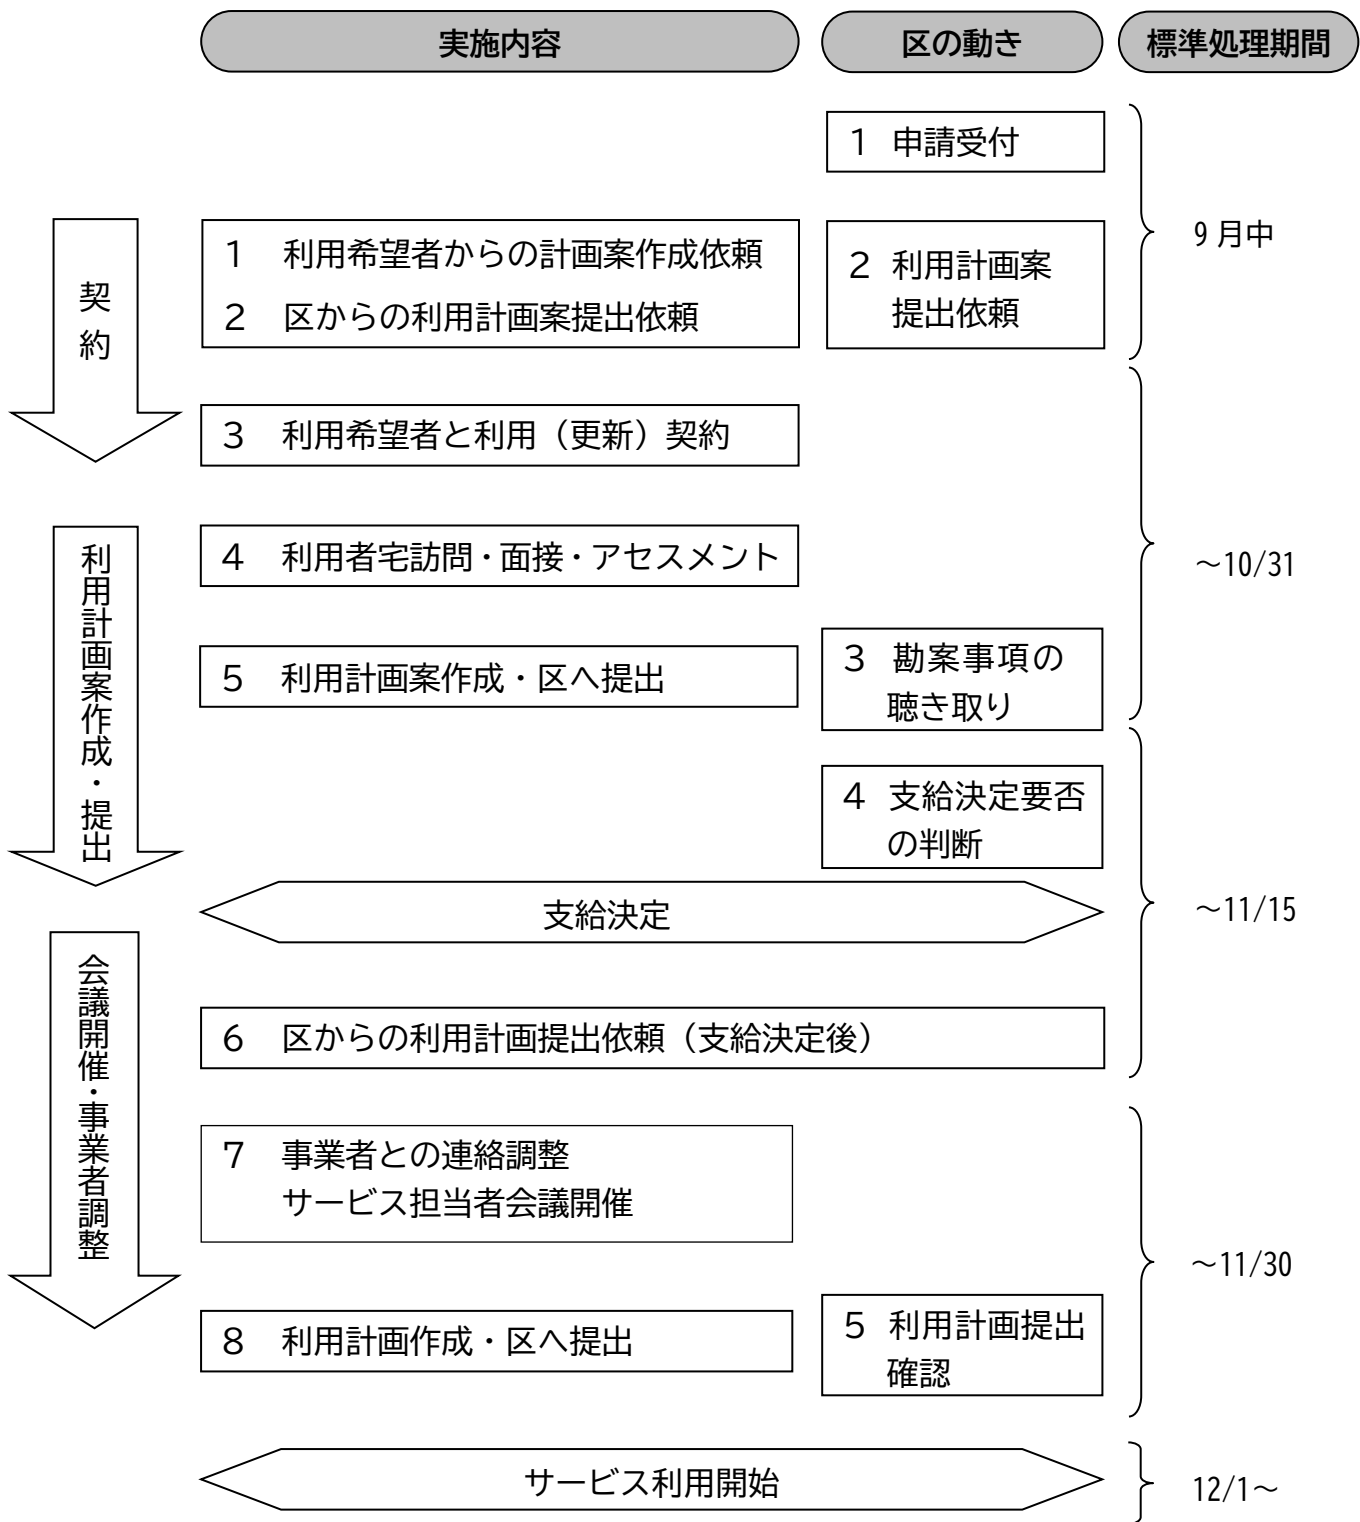 実施内容
区の動き
標準処理期間
1 申請受付
9月中
契約
1 利用希望者からの計画案作成依頼
2 区からの利用計画案提出依頼
2 利用計画案
提出依頼
3 利用希望者と利用（更新）契約
利用計画案作成・提出
4 利用者宅訪問・面接・アセスメント
～10/31
5 利用計画案作成・区へ提出
3 勘案事項の
聴き取り
4 支給決定要否
の判断
支給決定
～11/15
会議開催・事業者調整
6 区からの利用計画提出依頼（支給決定後）
7 事業者との連絡調整
サービス担当者会議開催
～11/30
8 利用計画作成・区へ提出
5 利用計画提出
確認
サービス利用開始
12/1～